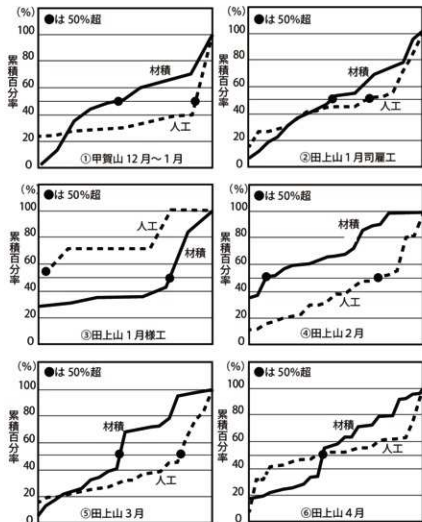 (%)
●は 50%超
100
80
60
40
20
0
累積百分率
材積
人工
①甲賀山 12月〜1月
(%)
●は 50%超
100
80
60
40
20
0
累積百分率
材積
人工
②田上山1月司雇工
(%)
●は 50%超
100
80
60
40
20
0
累積百分率
人工
材積
③田上山1月様工
(%)
●は 50%超
100
80
60
40
20
0
累積百分率
材積
人工
④田上山2月
(%)
●は 50%超
100
80
60
40
20
0
累積百分率
材積
人工
⑤田上山3月
(%)
●は 50%超
100
80
60
40
20
0
累積百分率
材積
人工
⑥田上山4月